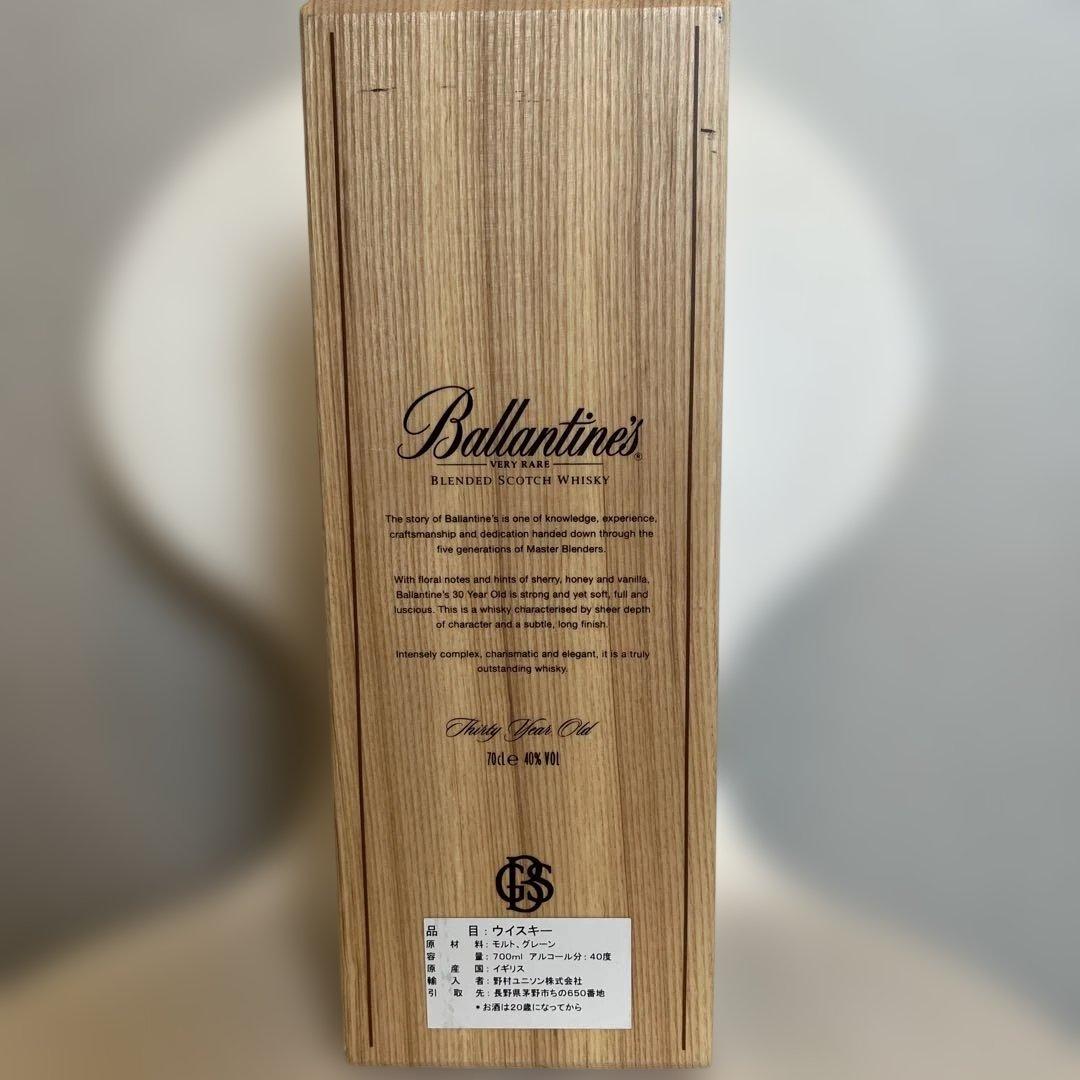 Ballantine's®
VERY RARE
BLENDED SCOTCH WHISKY
The story of Ballantine's is one of knowledge, experience,
craftsmanship and dedication handed down through the
five generations of Master Blenders.
With floral notes and hints of sherry, honey and vanilla,
Ballantine's 30 Year Old is strong and yet soft, full and
luscious. This is a whisky characterised by sheer depth
of character and a subtle, long finish.
Intensely complex, charismatic and elegant, it is a truly
outstanding whisky.
Thirty Year Old
70cl e 40% VOL
GBS
品目:ウイスキー
原材料:モルト、グレーン
容量:700ml アルコール分:40度
原産国:イギリス
輸入者:野村ユニソン株式会社
引取先:長野県茅野市ちの650番地
*お酒は20歳になってから